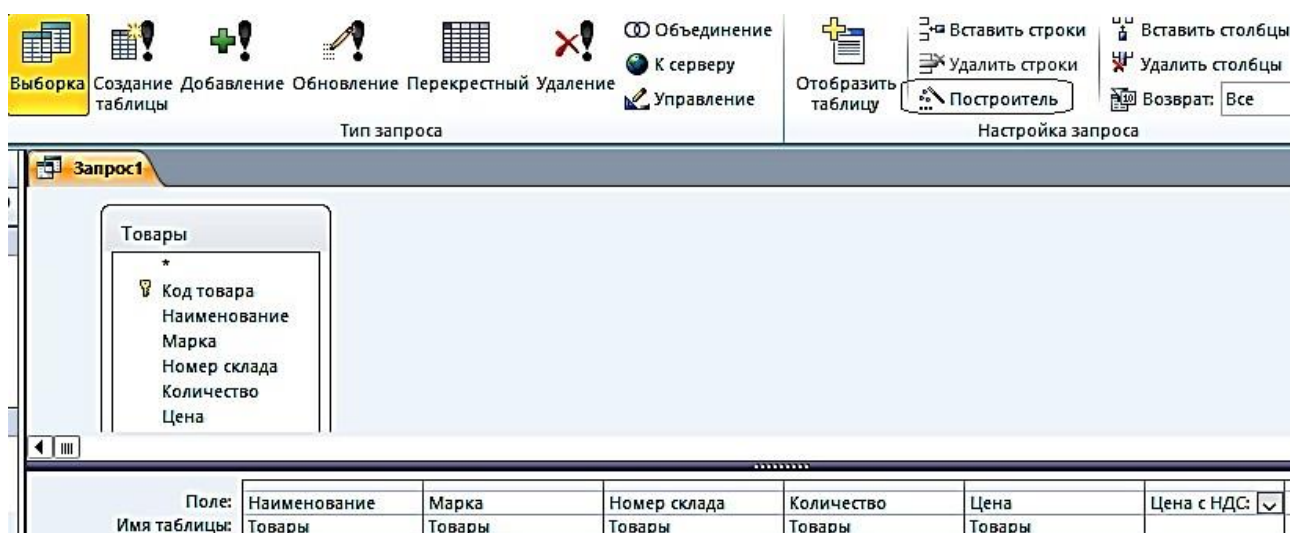 Объединение
Вставить строки
Вставить столбцы
К серверу
Удалить строки
Удалить столбцы
Выборка Создание таблицы Добавление Обновление Перекрестный Удаление
Управление
Отобразить таблицу
Построитель
Возврат: Все
Тип запроса
Настройка запроса
Запрос1
Товары
*
Код товара
Наименование
Марка
Номер склада
Количество
Цена
Поле: Наименование Марка Номер склада Количество Цена Цена с НДС:
Имя таблицы: Товары Товары Товары Товары Товары